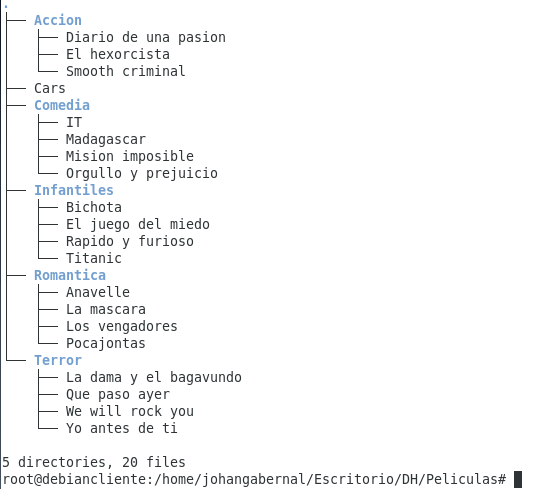 .
├── Accion
│   ├── Diario de una pasion
│   ├── El hexorcista
│   └── Smooth criminal
├── Cars
├── Comedia
│   ├── IT
│   ├── Madagascar
│   ├── Mision imposible
│   └── Orgullo y prejuicio
├── Infantiles
│   ├── Bichota
│   ├── El juego del miedo
│   ├── Rapido y furioso
│   └── Titanic
├── Romantica
│   ├── Anavelle
│   ├── La mascara
│   ├── Los vengadores
│   └── Pocajontas
└── Terror
    ├── La dama y el bagavundo
    ├── Que paso ayer
    ├── We will rock you
    └── Yo antes de ti
5 directories, 20 files
root@debiancliente:/home/johangabernal/Escritorio/DH/Peliculas#